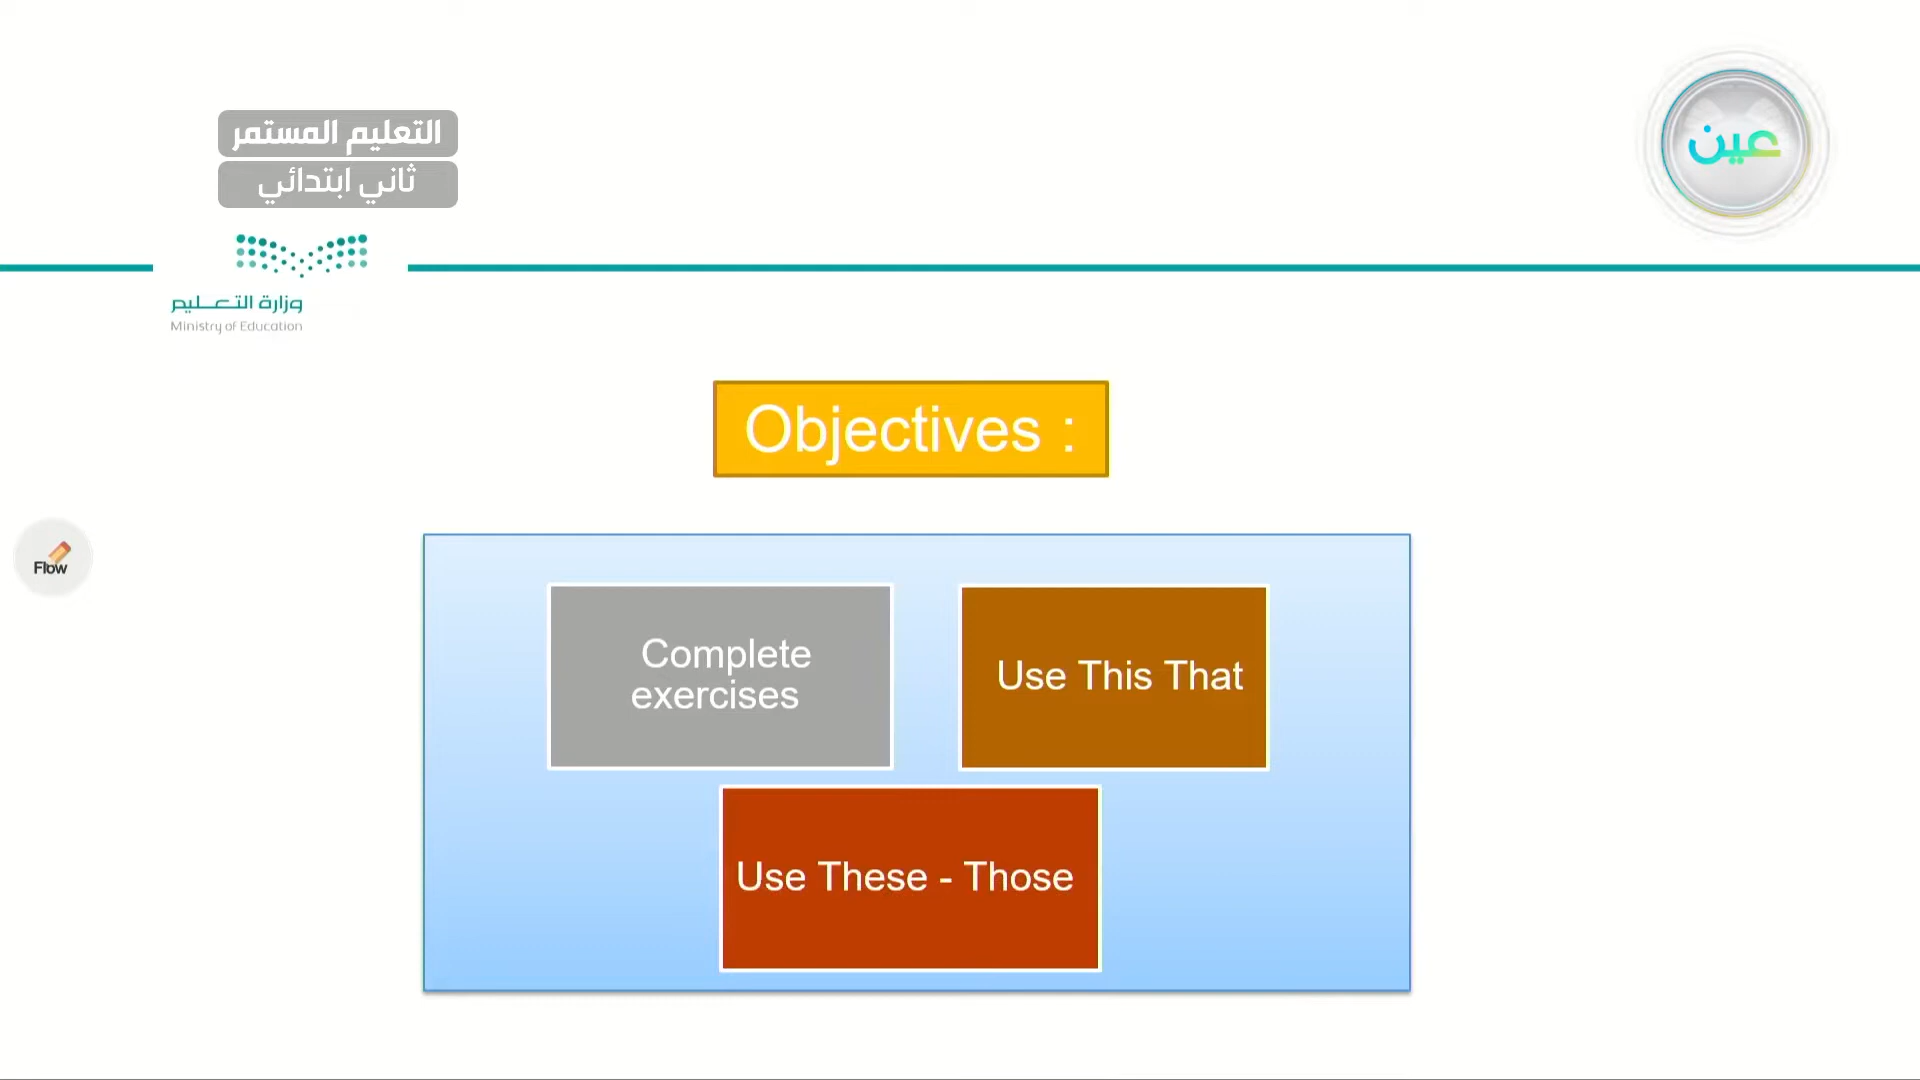 التعليم المستمر
ثاني ابتدائي
عين
وزارة التعليم
Ministry of Education
Objectives :
Flow
Complete
exercises
Use This That
Use These - Those